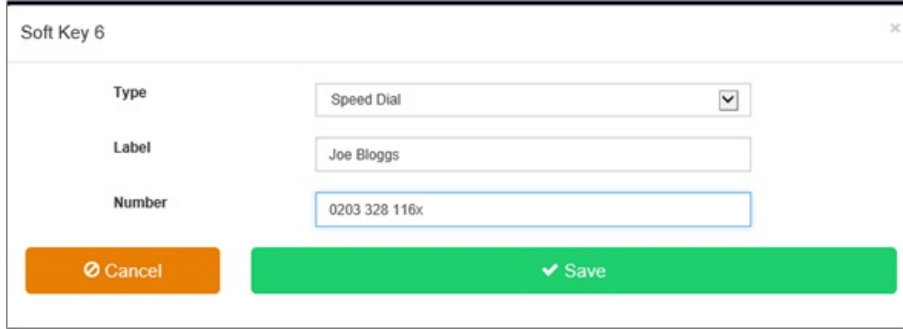 Soft Key 6
×
Type
Speed Dial
Label
Joe Bloggs
Number
0203 328 116x
Cancel
Save